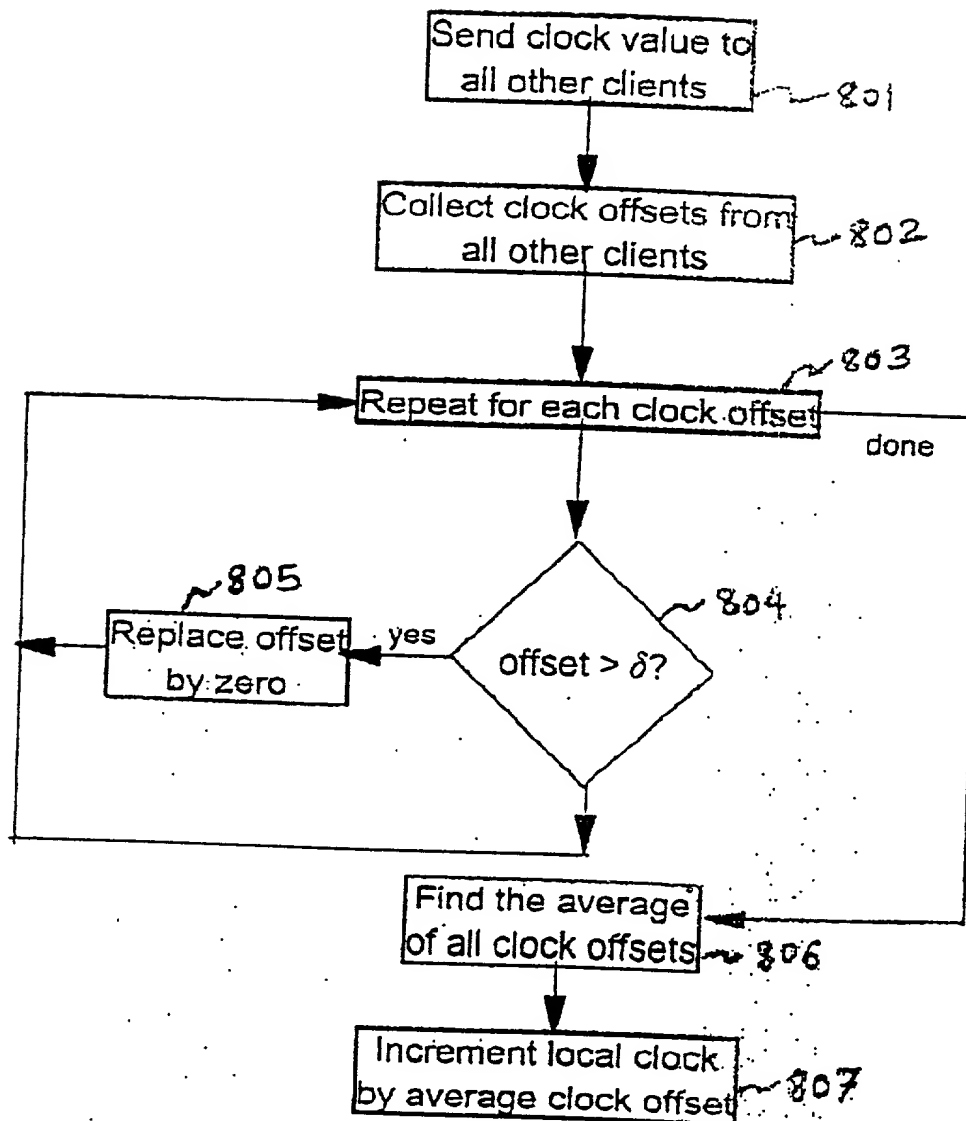 Send clock value to
all other clients
801
Collect clock offsets from
all other clients
802
803
Repeat for each clock offset
done
805
804
Replace offset
by zero
yes
offset > δ?
Find the average
of all clock offsets
806
Increment local clock
by average clock offset
807